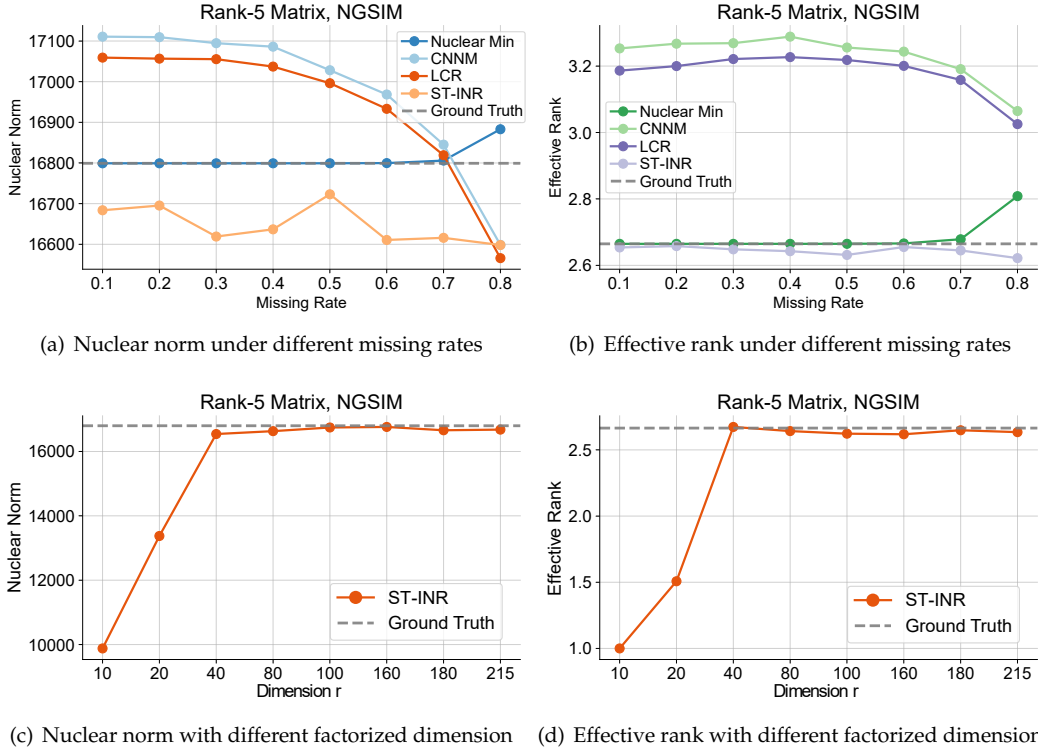 Rank-5 Matrix, NGSIM
17100
17000
16900
16800
16700
16600
Nuclear Norm
Nuclear Min
CNNM
LCR
ST-INR
Ground Truth
0.1 0.2 0.3 0.4 0.5 0.6 0.7 0.8
Missing Rate
(a) Nuclear norm under different missing rates
Rank-5 Matrix, NGSIM
3.2
3.0
2.8
2.6
Effective Rank
Nuclear Min
CNNM
LCR
ST-INR
Ground Truth
0.1 0.2 0.3 0.4 0.5 0.6 0.7 0.8
Missing Rate
(b) Effective rank under different missing rates
Rank-5 Matrix, NGSIM
16000
14000
12000
10000
Nuclear Norm
ST-INR
Ground Truth
10 20 40 80 100 160 180 215
Dimension r
(c) Nuclear norm with different factorized dimension
Rank-5 Matrix, NGSIM
2.5
2.0
1.5
1.0
Effective Rank
ST-INR
Ground Truth
10 20 40 80 100 160 180 215
Dimension r
(d) Effective rank with different factorized dimension